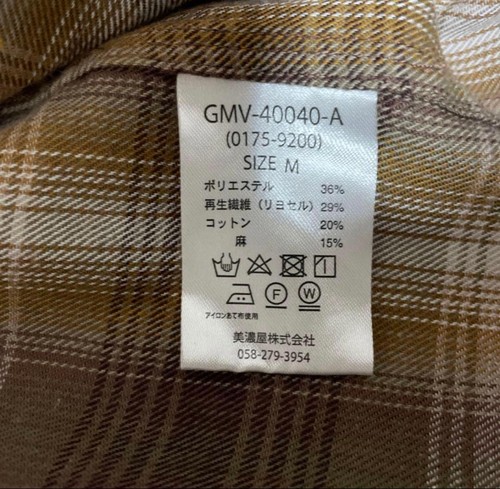 GMV-40040-A
(0175-9200)
SIZE M
ポリエステル 36%
再生繊維（リヨセル）29%
コットン 20%
麻 15%
F W
アイロンあて布使用
美濃屋株式会社
058-279-3954